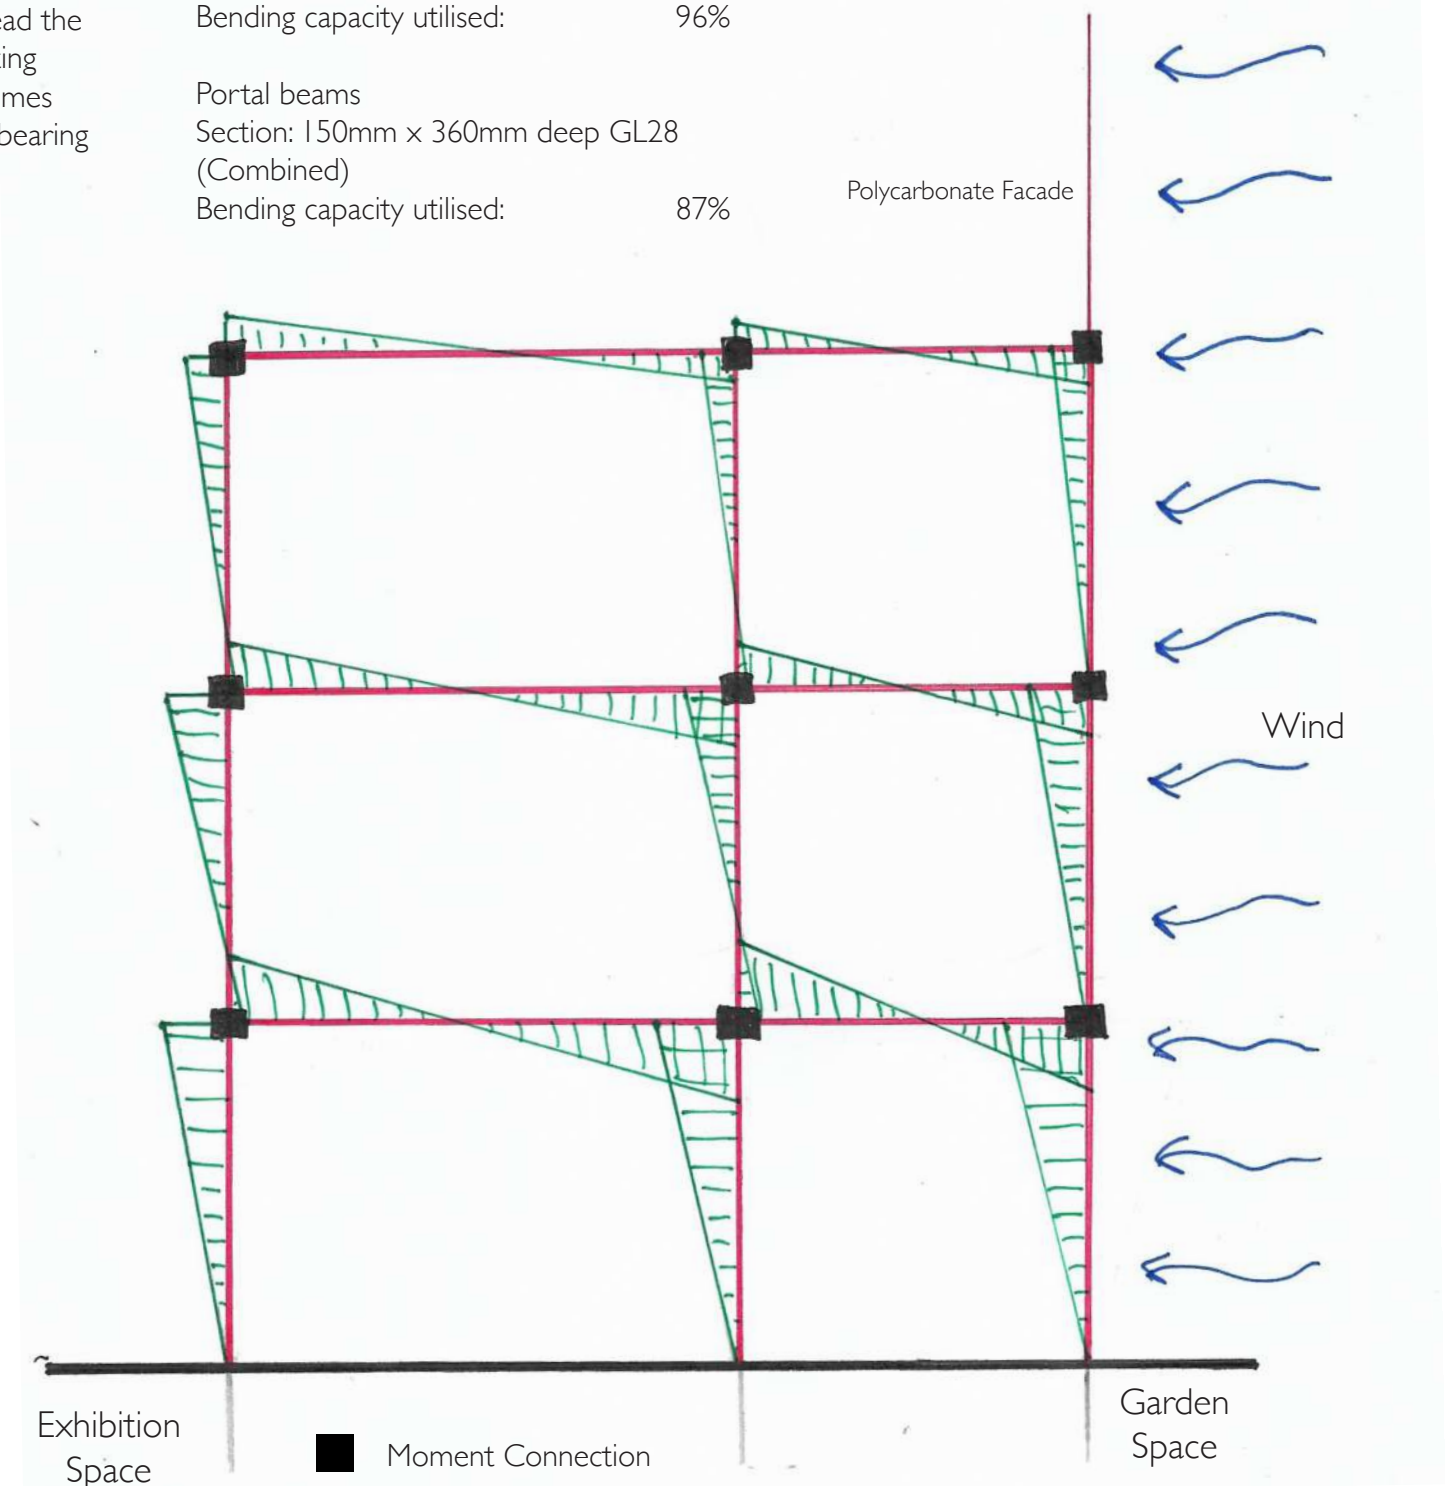 ead the
mes
bearing
Bending capacity utilised: 96%
Portal beams
Section: 150mm x 360mm deep GL28
(Combined)
Bending capacity utilised: 87%
Polycarbonate Facade
Wind
Exhibition
Space
Moment Connection
Garden
Space